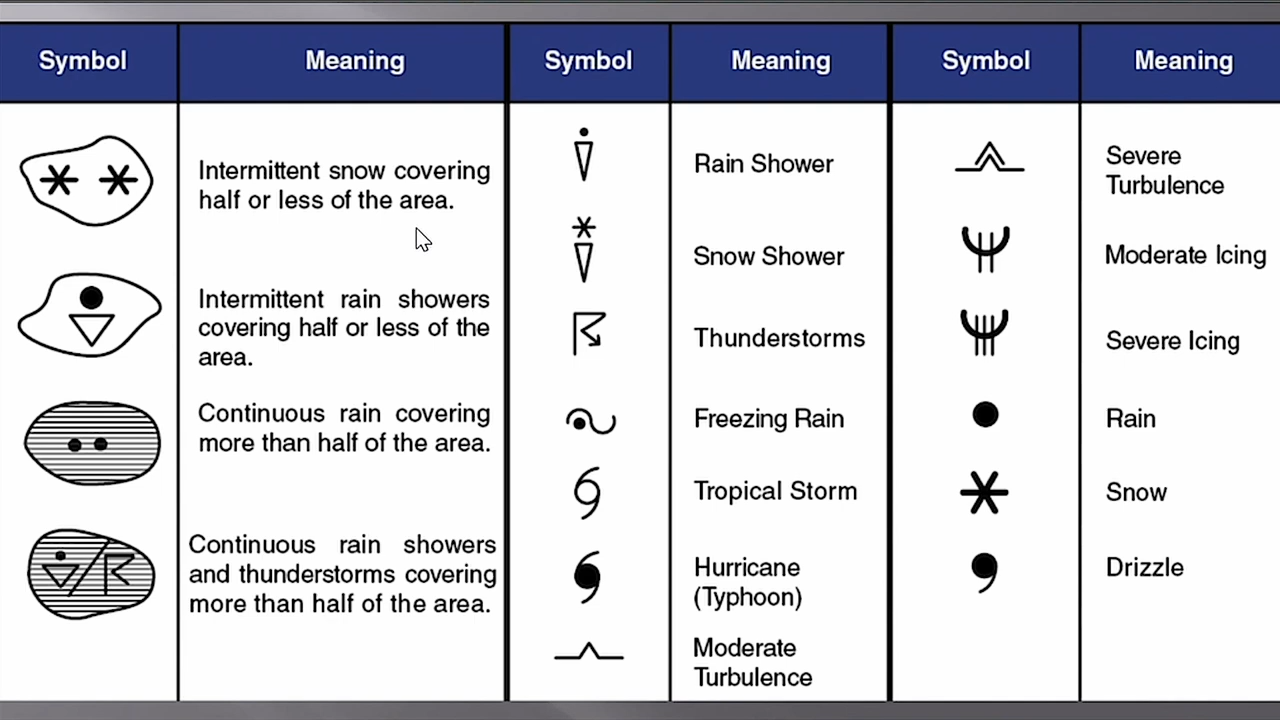 Symbol
Meaning
Symbol
Meaning
Symbol
Meaning
Intermittent snow covering
half or less of the area.
Intermittent rain showers
covering half or less of the
area.
Continuous rain covering
more than half of the area.
Continuous rain showers
and thunderstorms covering
more than half of the area.
Rain Shower
Snow Shower
Thunderstorms
Freezing Rain
Tropical Storm
Hurricane
(Typhoon)
Moderate
Turbulence
Severe
Turbulence
Moderate Icing
Severe Icing
Rain
Snow
Drizzle